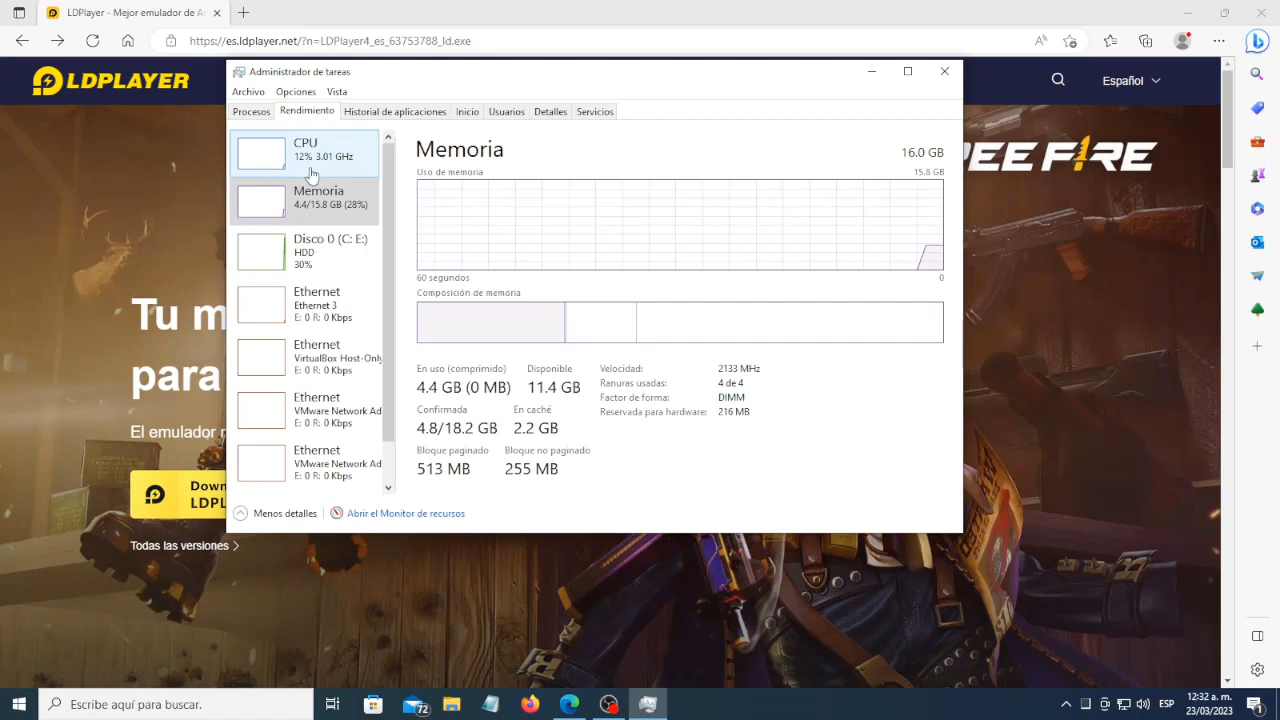 LDPlayer - Mejor emulador de A
https://es.ldplayer.net/?n=LDPlayer4_es_63753788_ld.exe
LDPLAYER
Español
FREE FIRE
Administrador de tareas
Archivo Opciones Vista
Procesos Rendimiento Historial de aplicaciones Inicio Usuarios Detalles Servicios
CPU
12% 3.01 GHz
Memoria
4.4/15.8 GB (28%)
Disco 0 (C: E:)
HDD
30%
Ethernet
Ethernet 3
E: 0 R: 0 Kbps
Ethernet
VirtualBox Host-Only
E: 0 R: 0 Kbps
Ethernet
VMware Network Ad
E: 0 R: 0 Kbps
Ethernet
VMware Network Ad
E: 0 R: 0 Kbps
Memoria 16.0 GB
Uso de memoria 15.8 GB
60 segundos 0
Composición de memoria
En uso (comprimido) Disponible
4.4 GB (0 MB) 11.4 GB
Confirmada En caché
4.8/18.2 GB 2.2 GB
Bloque paginado Bloque no paginado
513 MB 255 MB
Velocidad: 2133 MHz
Ranuras usadas: 4 de 4
Factor de forma: DIMM
Reservada para hardware: 216 MB
Menos detalles Abrir el Monitor de recursos
Tu m
para
El emulador r
Down
LDPL
Todas las versiones
Escribe aquí para buscar.
72
ESP
12:32 a. m.
23/03/2023
1